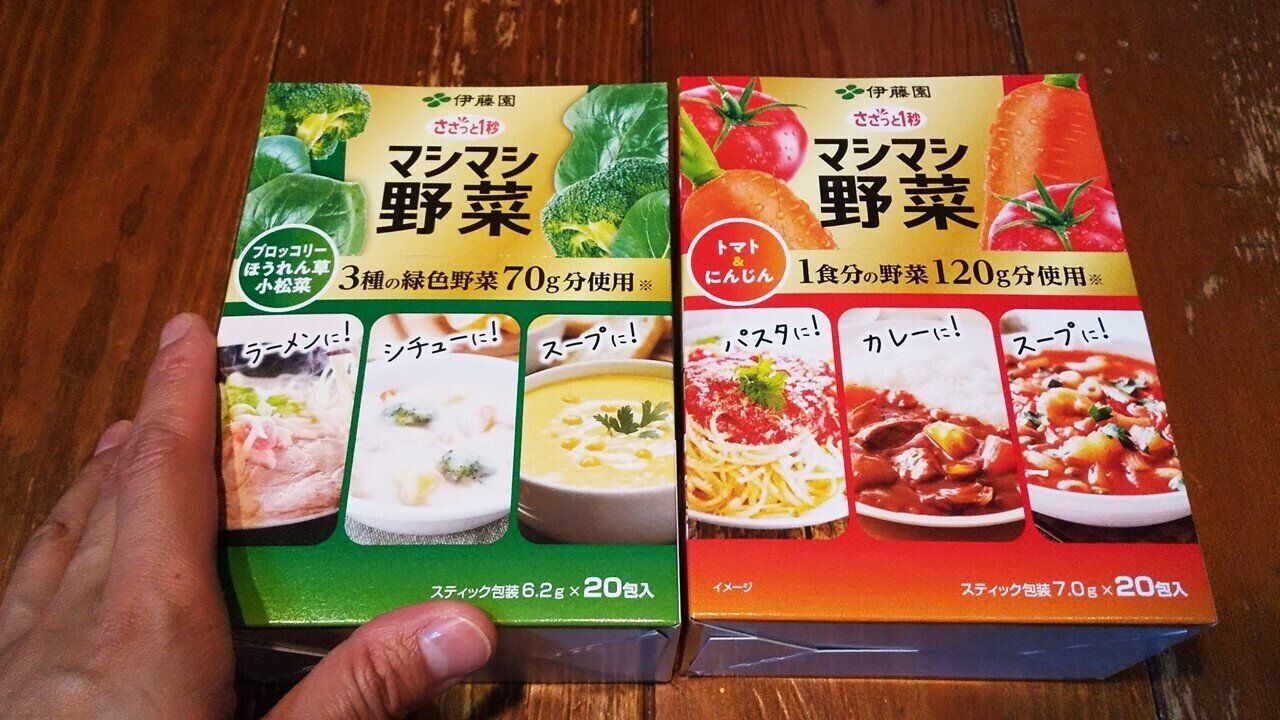 伊藤園
ささっと1秒
マシマシ
野菜
ブロッコリー
ほうれん草
小松菜
3種の緑色野菜70g分使用※
ラーメンに!
シチューに!
スープに!
スティック包装6.2g×20包入
伊藤園
ささっと1秒
マシマシ
野菜
トマト
&
にんじん
1食分の野菜120g分使用※
パスタに!
カレーに!
スープに!
イメージ
スティック包装7.0g×20包入